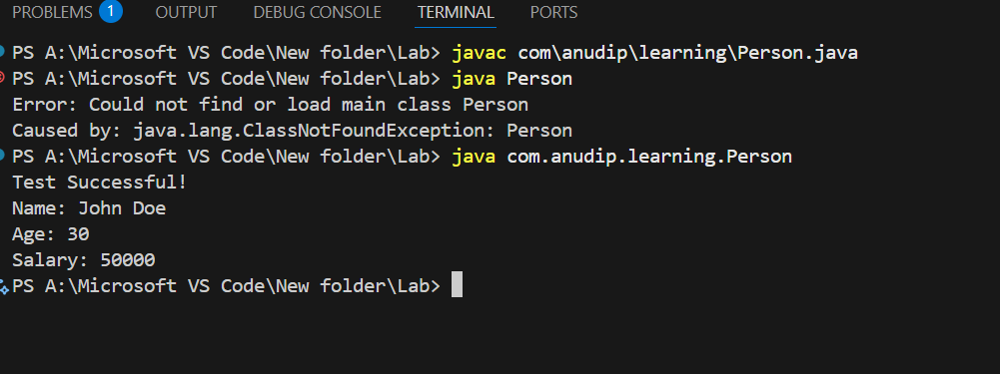 PROBLEMS 1 OUTPUT DEBUG CONSOLE TERMINAL PORTS
PS A:\Microsoft VS Code\New folder\Lab> javac com\anudip\learning\Person.java
PS A:\Microsoft VS Code\New folder\Lab> java Person
Error: Could not find or load main class Person
Caused by: java.lang.ClassNotFoundException: Person
PS A:\Microsoft VS Code\New folder\Lab> java com.anudip.learning.Person
Test Successful!
Name: John Doe
Age: 30
Salary: 50000
PS A:\Microsoft VS Code\New folder\Lab>